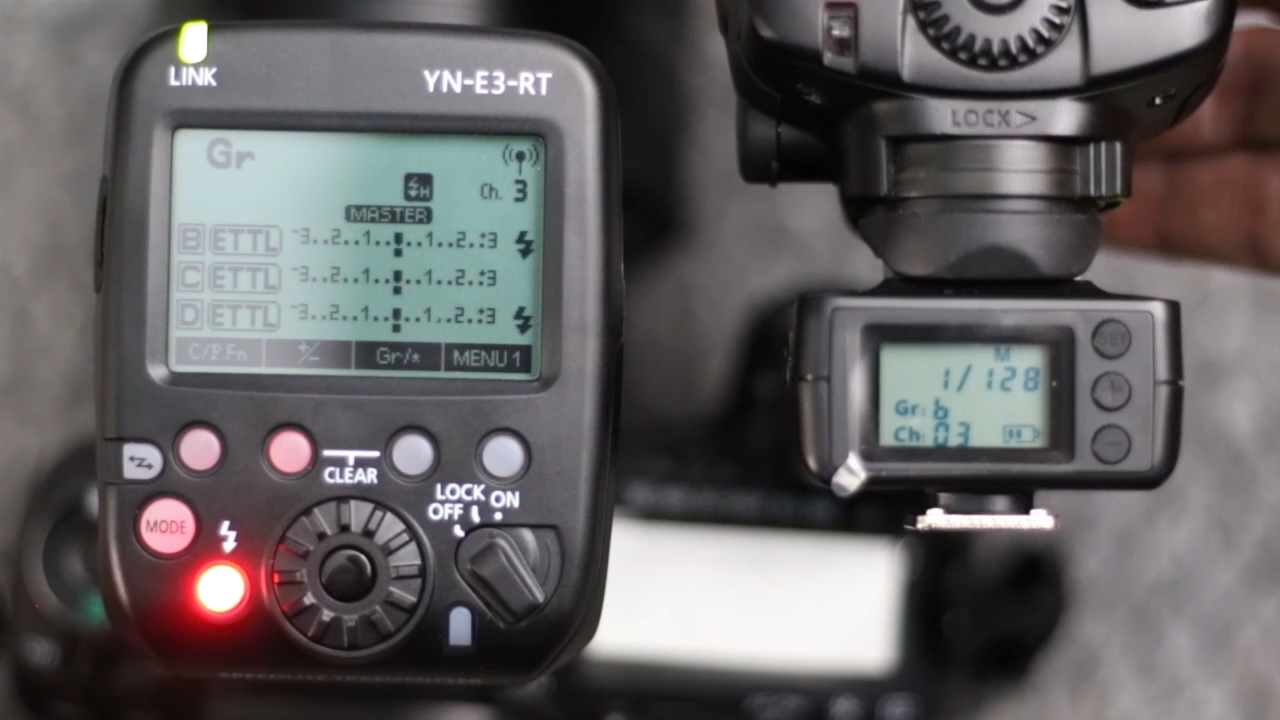 LINK
YN-E3-RT
Gr
H
Ch. 3
MASTER
B ETTL -3..2..1..▮..1..2.:3
C ETTL -3..2..1..▮..1..2.:3
D ETTL -3..2..1..▮..1..2.:3
C/P.Fn +/- Gr/* MENU 1
CLEAR
LOCK
OFF ON
MODE
LOCK>
M
1/128
Gr: b
Ch: 03
SET